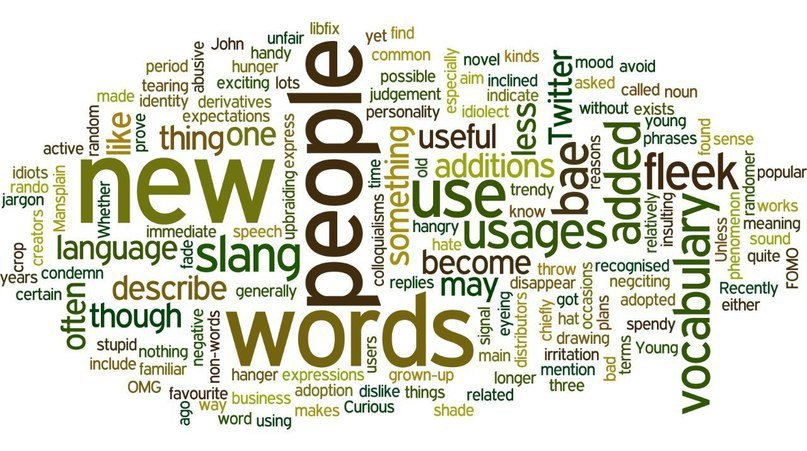 libfix
John
unfair
yet
find
handy
common
novel
kinds
mood
avoid
period
abusive
hunger
Twitter
tearing
exciting
lots
possible
especially
aim
inclined
asked
called
noun
made
identity
derivatives
judgement
indicate
without
exists
random
like
prove
expectations
people
personality
idiolect
less
young
active
thing
one
express
something
useful
bae
reasons
added
phrases
found
sense
idiots
new
upbraiding
time
old
additions
fleek
randomer
popular
rando
Mansplain
use
trendy
jargon
Whether
colloquialisms
know
relatively
insulting
vocabulary
works
creators
immediate
speech
hangry
usages
Unless
phenomenon
meaning
crop
language
fade
slang
hate
sound
quite
years
condemn
become
throw
recognised
FOMO
certain
describe
generally
replies
may
disappear
occasions
negciting
Recently
often
though
words
signal
eyeing
distributors
chiefly
got
hat
plans
adopted
either
negative
non-words
users
drawing
terms
spendy
stupid
nothing
main
irritation
bad
Young
include
familiar
hanger
expressions
grown-up
longer
mention
OMG
favourite
adoption
dislike
things
related
three
ago
way
business
makes
Curious
shade
word
using